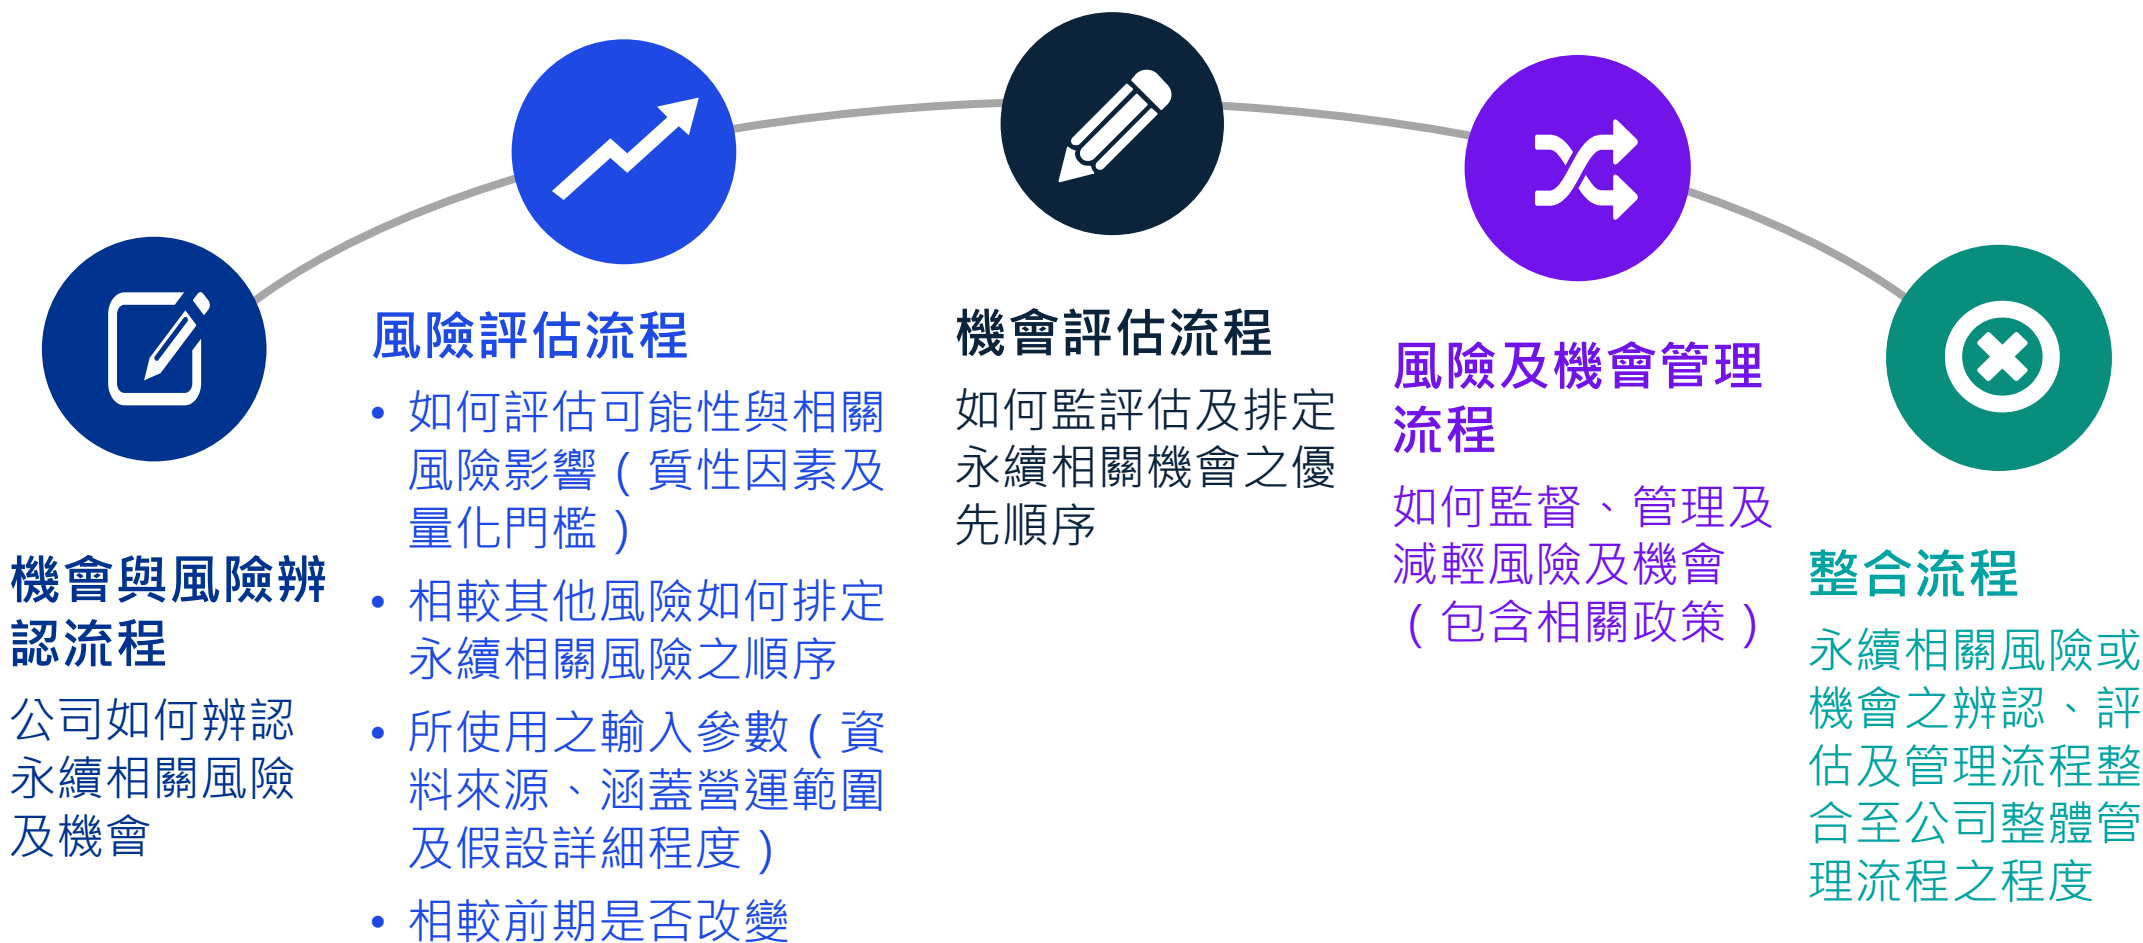 機會與風險辨
認流程
公司如何辨認
永續相關風險
及機會
風險評估流程
• 如何評估可能性與相關
風險影響（質性因素及
量化門檻）
• 相較其他風險如何排定
永續相關風險之順序
• 所使用之輸入參數（資
料來源、涵蓋營運範圍
及假設詳細程度）
• 相較前期是否改變
機會評估流程
如何監評估及排定
永續相關機會之優
先順序
風險及機會管理
流程
如何監督、管理及
減輕風險及機會
（包含相關政策）
整合流程
永續相關風險或
機會之辨認、評
估及管理流程整
合至公司整體管
理流程之程度